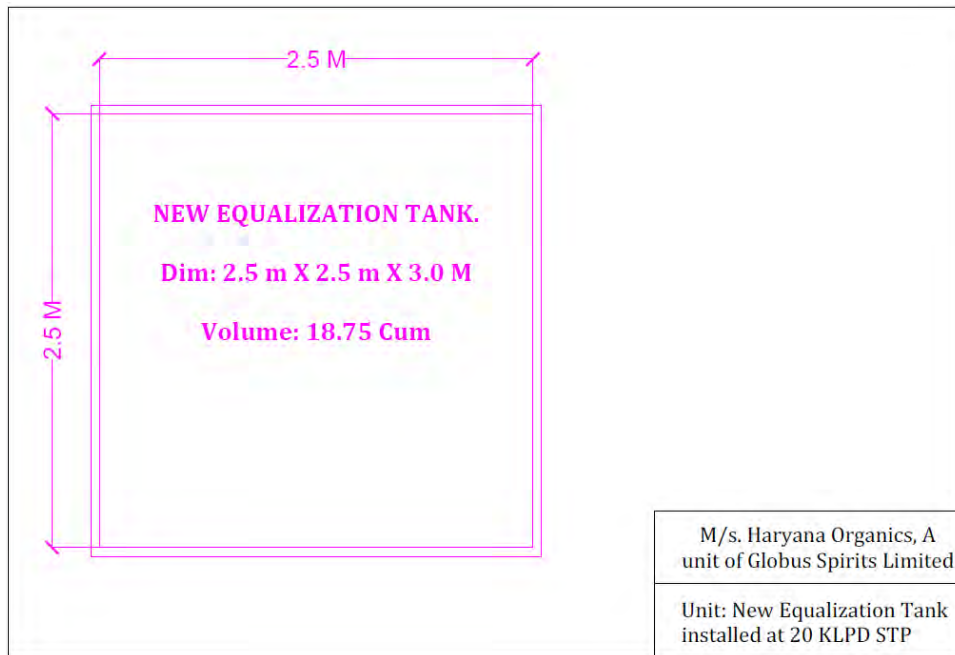 2.5 M
2.5 M
NEW EQUALIZATION TANK.
Dim: 2.5 m X 2.5 m X 3.0 M
Volume: 18.75 Cum
M/s. Haryana Organics, A
unit of Globus Spirits Limited
Unit: New Equalization Tank
installed at 20 KLPD STP